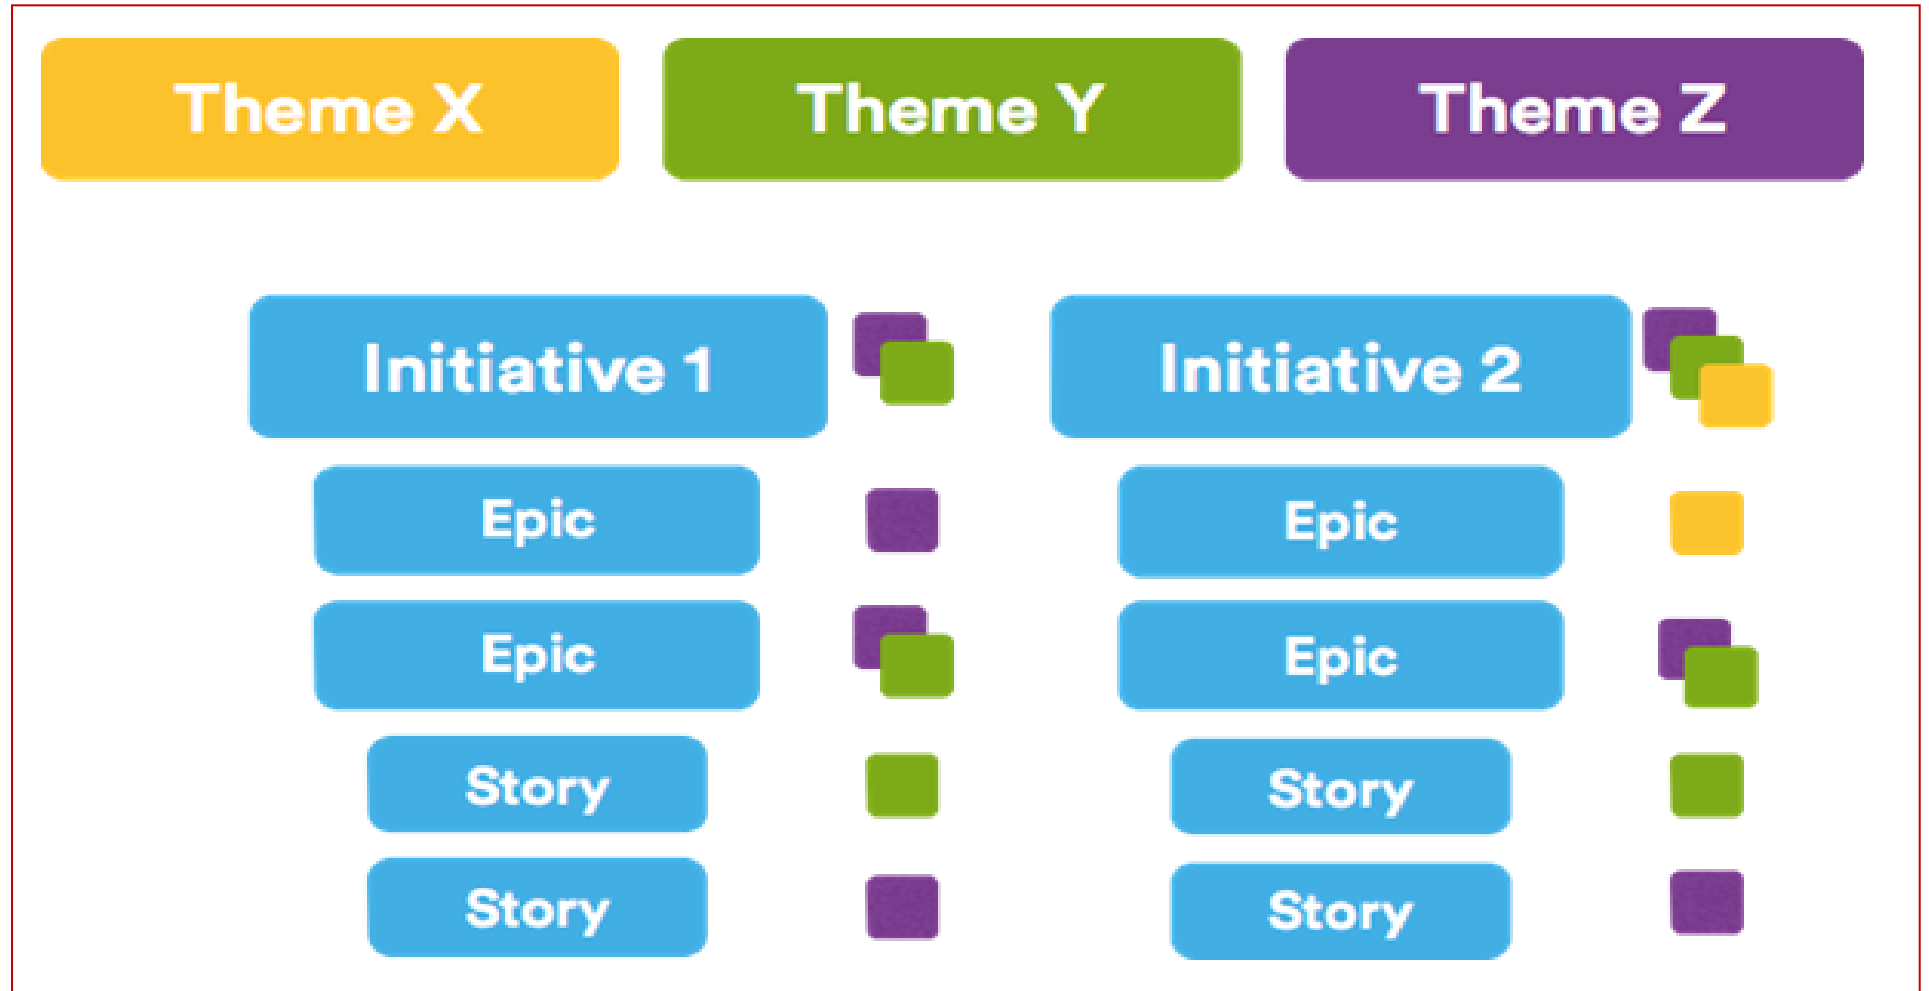 Theme X
Theme Y
Theme Z
Initiative 1
Initiative 2
Epic
Epic
Epic
Epic
Story
Story
Story
Story